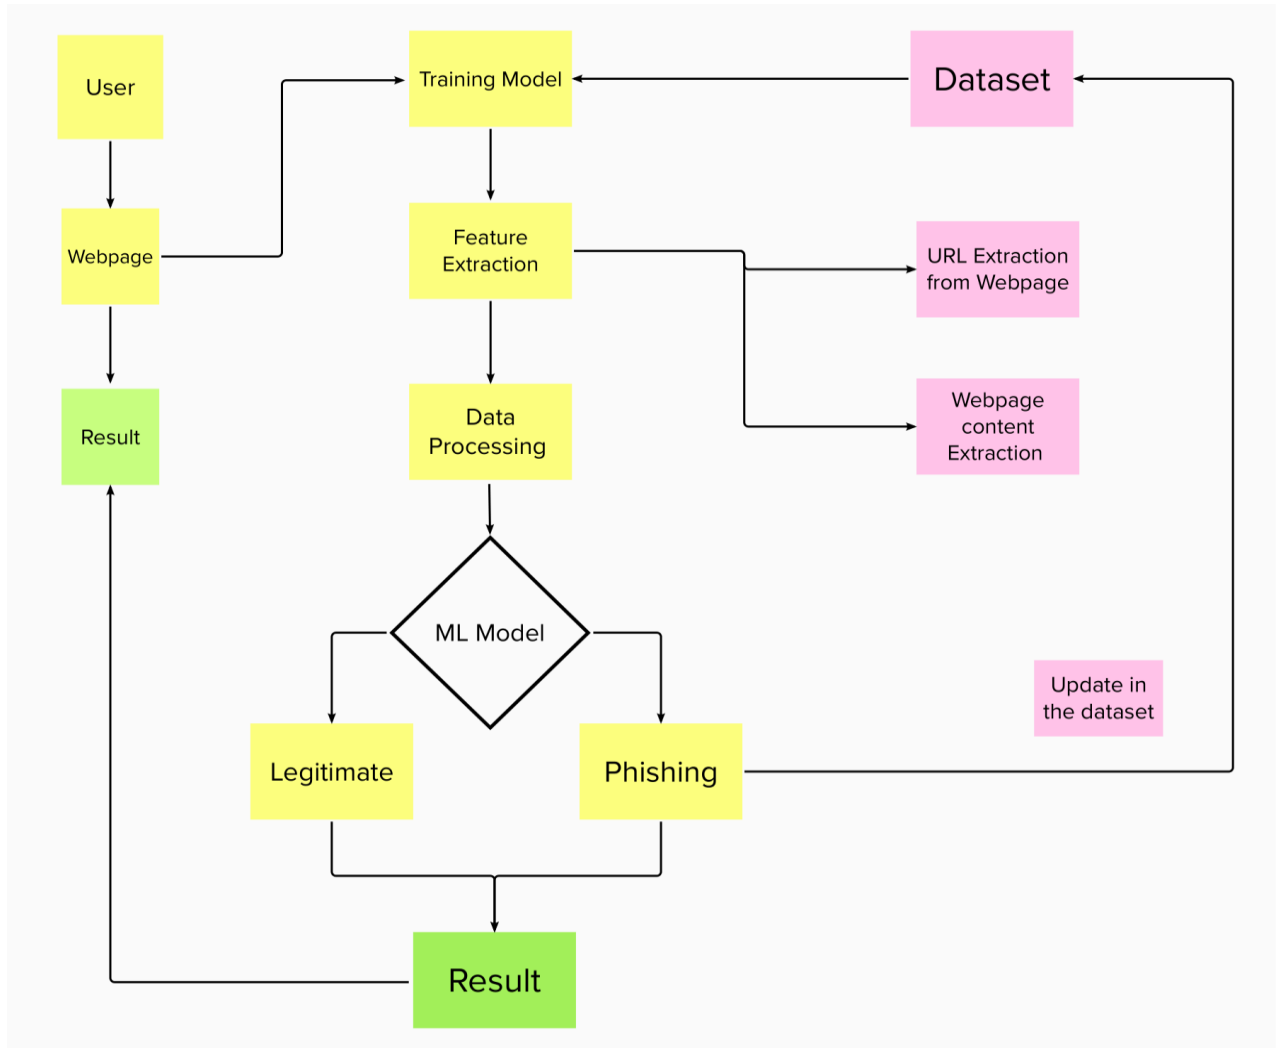 User
Training Model
Dataset
Webpage
Feature
Extraction
URL Extraction
from Webpage
Result
Data
Processing
Webpage
content
Extraction
ML Model
Update in
the dataset
Legitimate
Phishing
Result